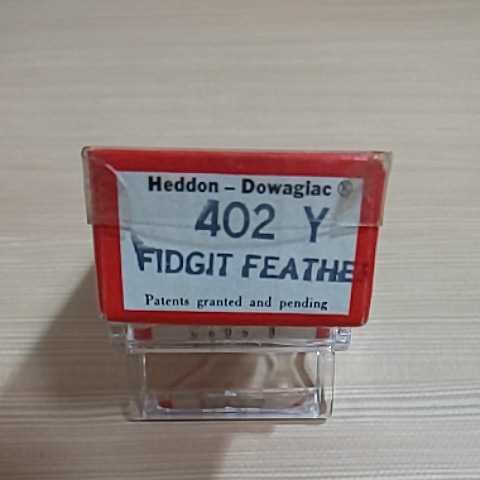 Heddon – Dowagiac ®
402 Y
FIDGIT FEATHE
Patents granted and pending